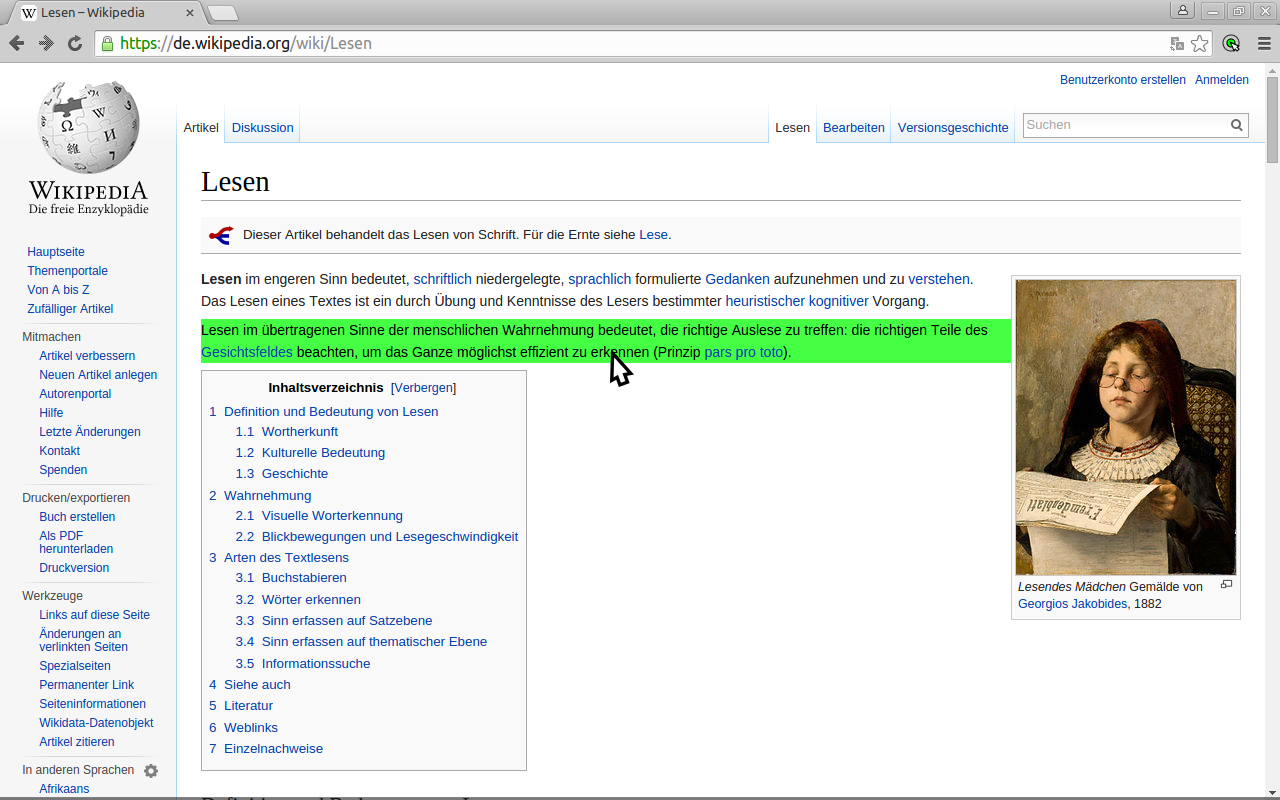 Lesen – Wikipedia
https://de.wikipedia.org/wiki/Lesen
Benutzerkonto erstellen Anmelden
WIKIPEDIA
Die freie Enzyklopädie
Artikel Diskussion Lesen Bearbeiten Versionsgeschichte Suchen
Hauptseite
Themenportale
Von A bis Z
Zufälliger Artikel
Mitmachen
Artikel verbessern
Neuen Artikel anlegen
Autorenportal
Hilfe
Letzte Änderungen
Kontakt
Spenden
Drucken/exportieren
Buch erstellen
Als PDF
herunterladen
Druckversion
Werkzeuge
Links auf diese Seite
Änderungen an
verlinkten Seiten
Spezialseiten
Permanenter Link
Seiteninformationen
Wikidata-Datenobjekt
Artikel zitieren
In anderen Sprachen
Afrikaans
Lesen
Dieser Artikel behandelt das Lesen von Schrift. Für die Ernte siehe Lese.
Lesen im engeren Sinn bedeutet, schriftlich niedergelegte, sprachlich formulierte Gedanken aufzunehmen und zu verstehen.
Das Lesen eines Textes ist ein durch Übung und Kenntnisse des Lesers bestimmter heuristischer kognitiver Vorgang.
Lesen im übertragenen Sinne der menschlichen Wahrnehmung bedeutet, die richtige Auslese zu treffen: die richtigen Teile des
Gesichtsfeldes beachten, um das Ganze möglichst effizient zu erkennen (Prinzip pars pro toto).
Inhaltsverzeichnis [Verbergen]
1 Definition und Bedeutung von Lesen
1.1 Wortherkunft
1.2 Kulturelle Bedeutung
1.3 Geschichte
2 Wahrnehmung
2.1 Visuelle Worterkennung
2.2 Blickbewegungen und Lesegeschwindigkeit
3 Arten des Textlesens
3.1 Buchstabieren
3.2 Wörter erkennen
3.3 Sinn erfassen auf Satzebene
3.4 Sinn erfassen auf thematischer Ebene
3.5 Informationssuche
4 Siehe auch
5 Literatur
6 Weblinks
7 Einzelnachweise
Fremdenblatt
Lesendes Mädchen Gemälde von
Georgios Jakobides, 1882